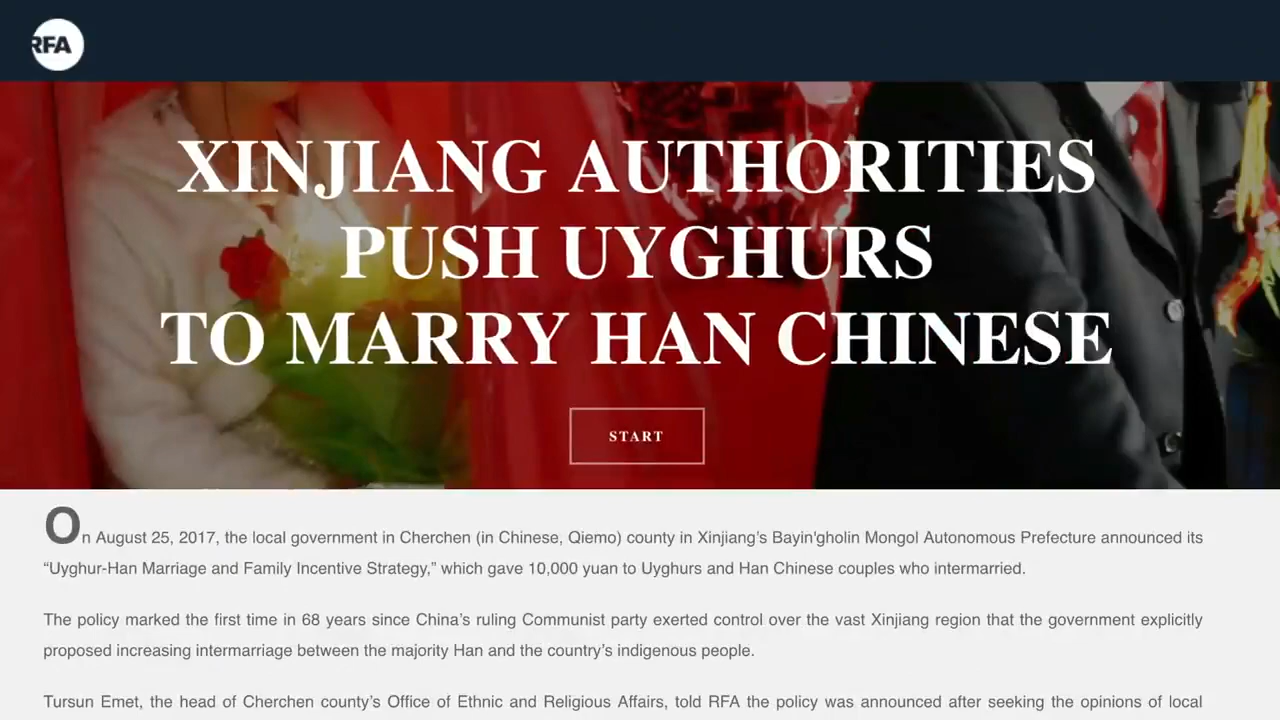 RFA
XINJIANG AUTHORITIES
PUSH UYGHURS
TO MARRY HAN CHINESE
START
On August 25, 2017, the local government in Cherchen (in Chinese, Qiemo) county in Xinjiang’s Bayin'gholin Mongol Autonomous Prefecture announced its
“Uyghur-Han Marriage and Family Incentive Strategy,” which gave 10,000 yuan to Uyghurs and Han Chinese couples who intermarried.
The policy marked the first time in 68 years since China’s ruling Communist party exerted control over the vast Xinjiang region that the government explicitly
proposed increasing intermarriage between the majority Han and the country’s indigenous people.
Tursun Emet, the head of Cherchen county’s Office of Ethnic and Religious Affairs, told RFA the policy was announced after seeking the opinions of local